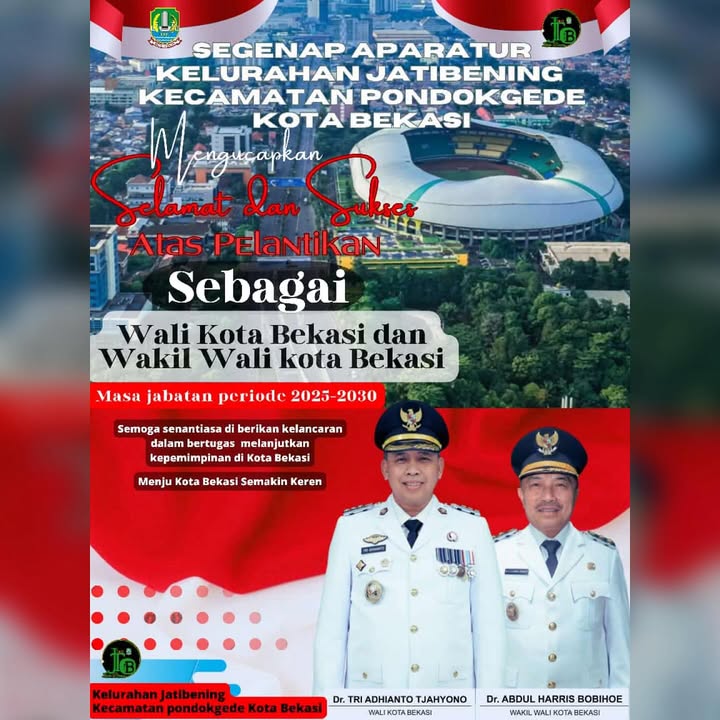 SEGENAP APARATUR
KELURAHAN JATIBENING
KECAMATAN PONDOKGEDE
KOTA BEKASI
Mengucapkan
Selamat dan Sukses
Atas Pelantikan
Sebagai
Wali Kota Bekasi dan
Wakil Wali kota Bekasi
Masa jabatan periode 2025-2030
Semoga senantiasa di berikan kelancaran
dalam bertugas melanjutkan
kepemimpinan di Kota Bekasi
Menju Kota Bekasi Semakin Keren
Kelurahan Jatibening
Kecamatan pondokgede Kota Bekasi
Dr. TRI ADHIANTO TJAHYONO
WALI KOTA BEKASI
Dr. ABDUL HARRIS BOBIHOE
WAKIL WALI KOTA BEKASI